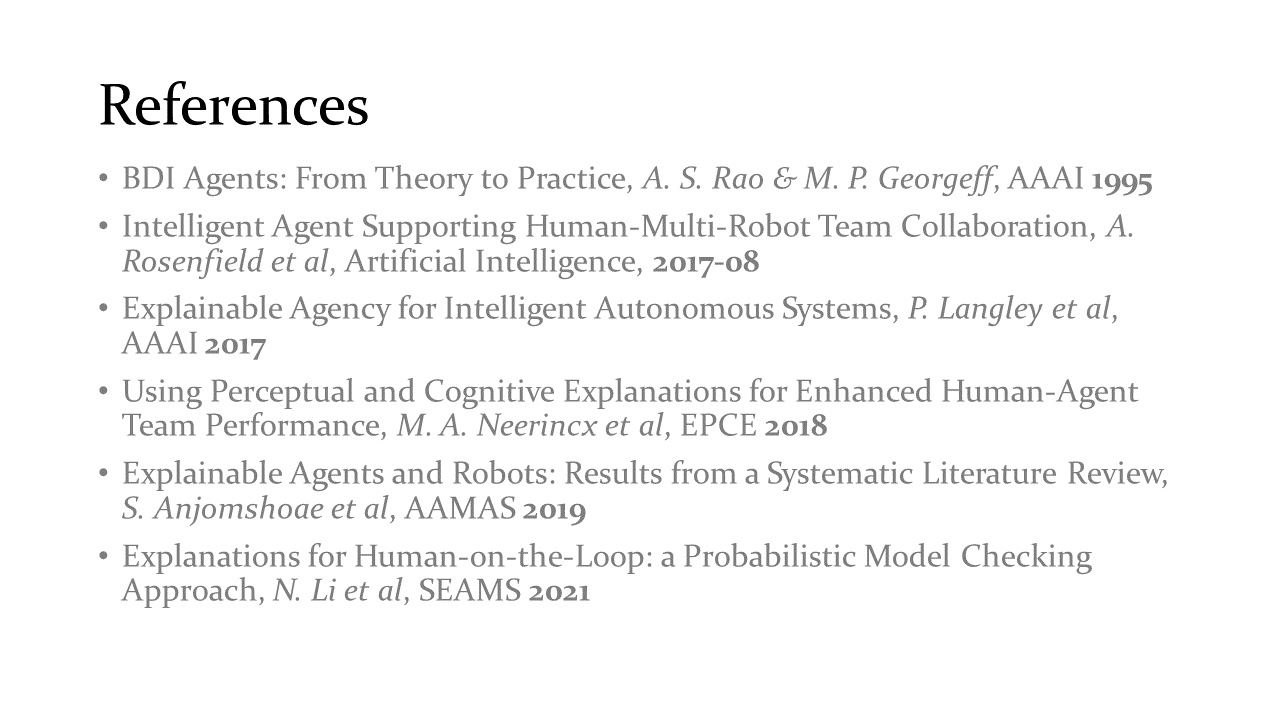 References
• BDI Agents: From Theory to Practice, A. S. Rao & M. P. Georgeff, AAAI 1995
• Intelligent Agent Supporting Human-Multi-Robot Team Collaboration, A.
Rosenfield et al, Artificial Intelligence, 2017-08
• Explainable Agency for Intelligent Autonomous Systems, P. Langley et al,
AAAI 2017
• Using Perceptual and Cognitive Explanations for Enhanced Human-Agent
Team Performance, M. A. Neerincx et al, EPCE 2018
• Explainable Agents and Robots: Results from a Systematic Literature Review,
S. Anjomshoae et al, AAMAS 2019
• Explanations for Human-on-the-Loop: a Probabilistic Model Checking
Approach, N. Li et al, SEAMS 2021